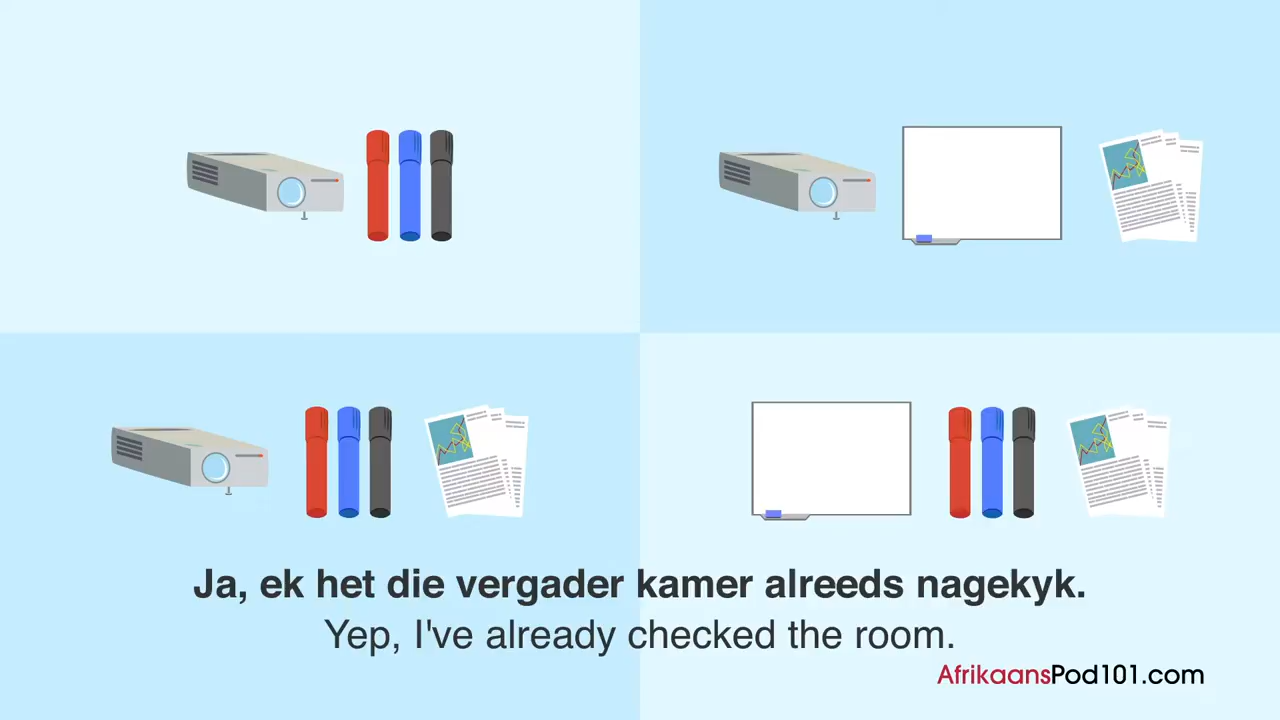 Ja, ek het die vergader kamer alreeds nagekyk.
Yep, I've already checked the room.
AfrikaansPod101.com